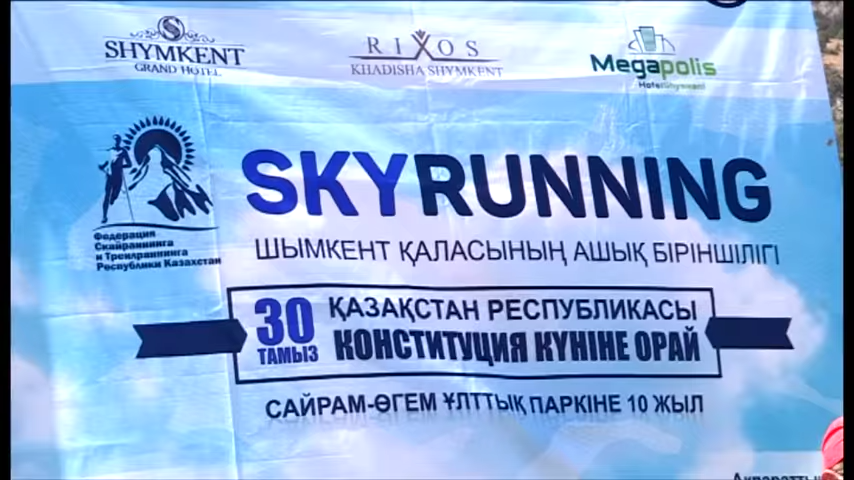 SHYMKENT
GRAND HOTEL
RIXOS
KHADISHA SHYMKENT
Megapolis
SKYRUNNING
Федерация
Скайраннинга
и Трейлраннинга
Республики Казахстан
ШЫМКЕНТ ҚАЛАСЫНЫҢ АШЫҚ БІРІНШІЛІГІ
30 ТАМЫЗ
ҚАЗАҚСТАН РЕСПУБЛИКАСЫ
КОНСТИТУЦИЯ КҮНІНЕ ОРАЙ
САЙРАМ-ӨГЕМ ҰЛТТЫҚ ПАРКІНЕ 10 ЖЫЛ